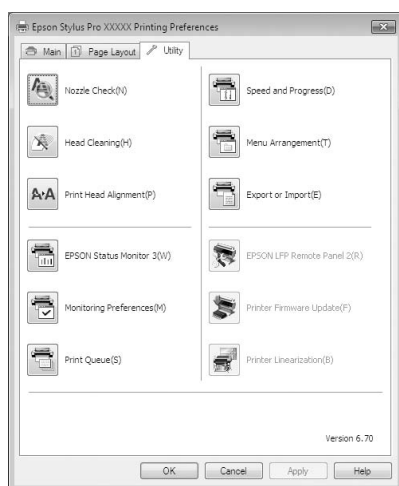 Epson Stylus Pro XXXXX Printing Preferences
Main
Page Layout
Utility
Nozzle Check(N)
Speed and Progress(D)
Head Cleaning(H)
Menu Arrangement(T)
A A
Print Head Alignment(P)
Export or Import(E)
EPSON Status Monitor 3(W)
EPSON LFP Remote Panel 2(R)
Monitoring Preferences(M)
Printer Firmware Update(F)
Print Queue(S)
Printer Linearization(B)
Version 6.70
OK
Cancel
Apply
Help